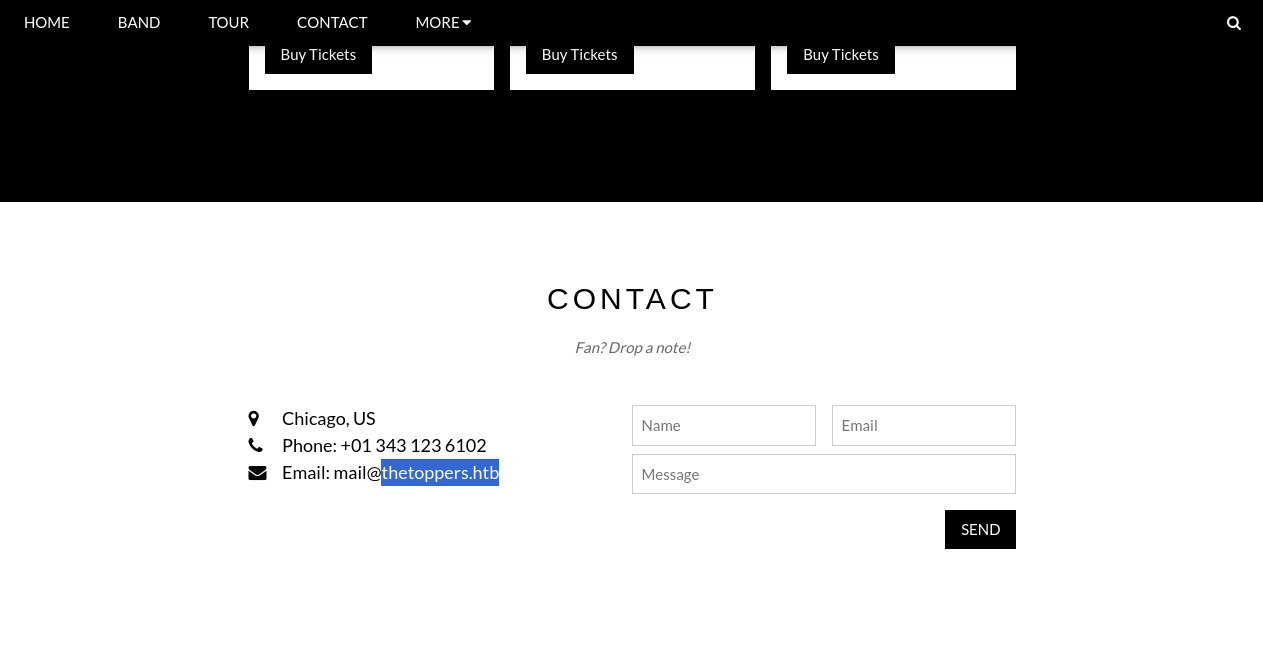 HOME BAND TOUR CONTACT MORE
Buy Tickets Buy Tickets Buy Tickets
CONTACT
Fan? Drop a note!
Chicago, US
Phone: +01 343 123 6102
Email: mail@thetoppers.htb
Name Email
Message
SEND